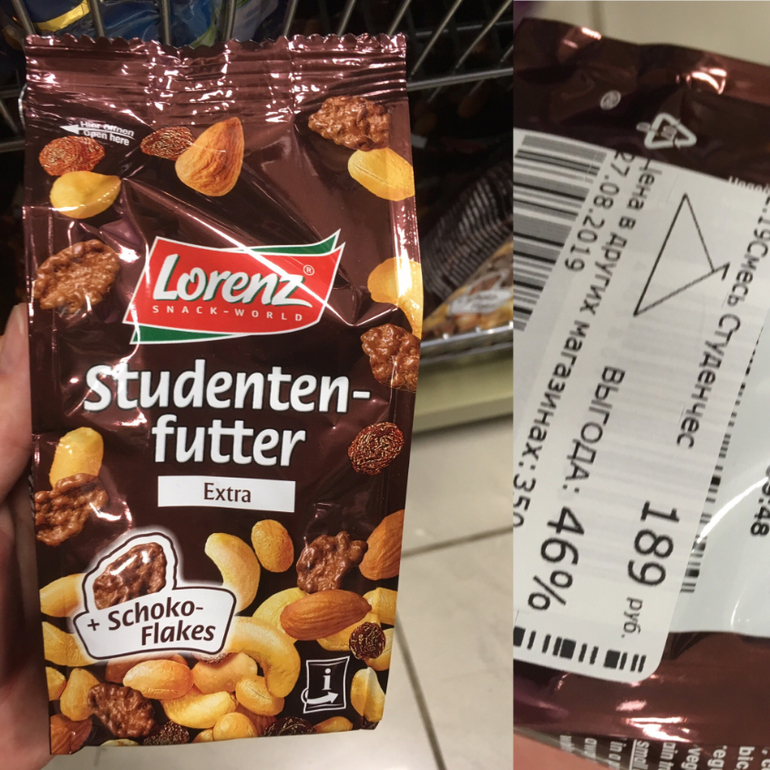 Hier öffnen
Open here
Lorenz®
SNACK-WORLD
Studenten-
futter
Extra
+ Schoko-
Flakes
i
Смесь Студенчес
189 руб.
ВЫГОДА: 46%
Цена в других магазинах: 350
27.08.2019